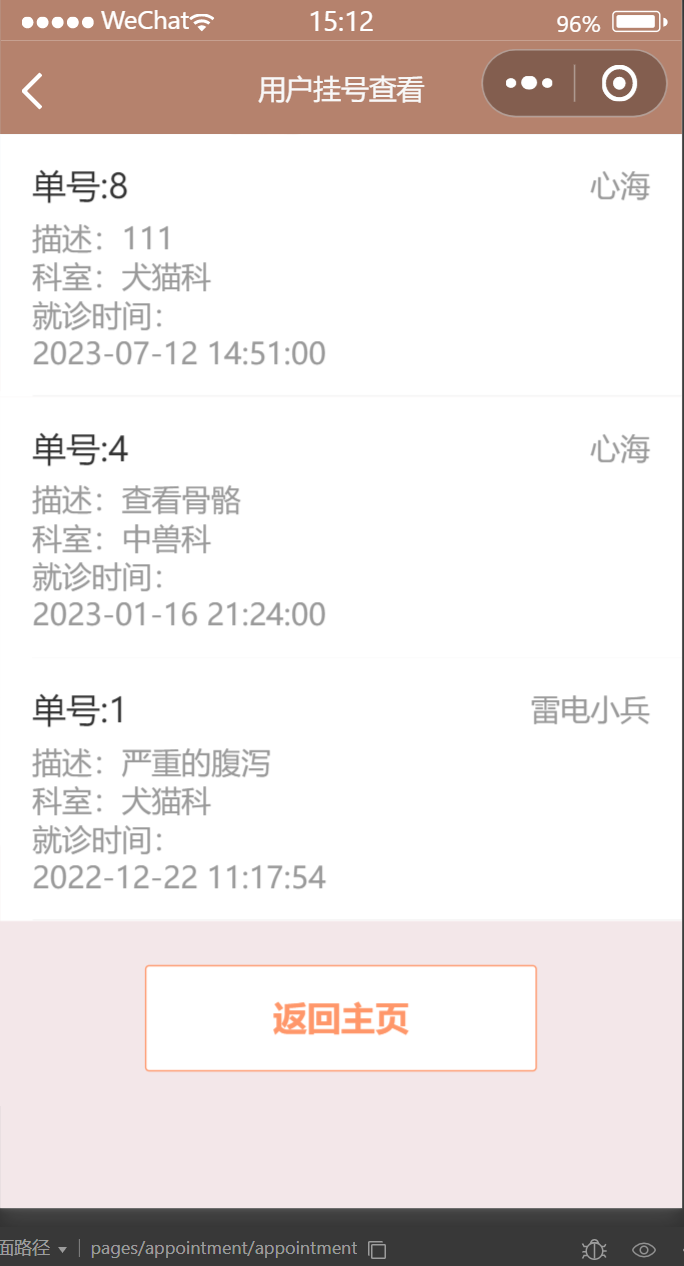 WeChat 15:12 96%
用户挂号查看
单号:8 心海
描述：111
科室：犬猫科
就诊时间：
2023-07-12 14:51:00
单号:4 心海
描述：查看骨骼
科室：中兽科
就诊时间：
2023-01-16 21:24:00
单号:1 雷电小兵
描述：严重的腹泻
科室：犬猫科
就诊时间：
2022-12-22 11:17:54
返回主页
面路径 pages/appointment/appointment